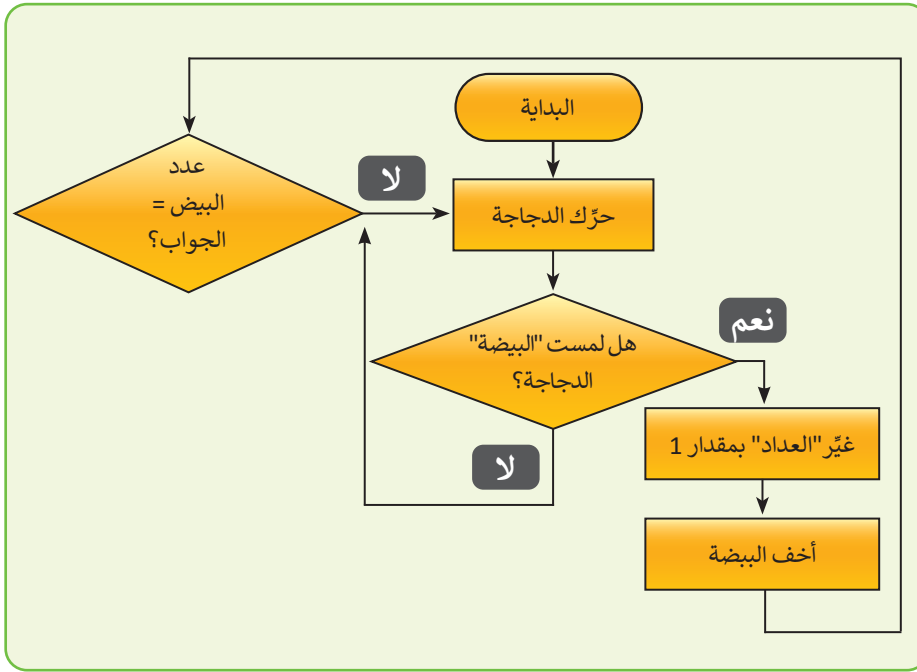 البداية
حرِّك الدجاجة
هل لمست "البيضة"
الدجاجة؟
نعم
غيِّر"العداد" بمقدار 1
أخف البيضة
لا
عدد
البيض =
الجواب؟
لا